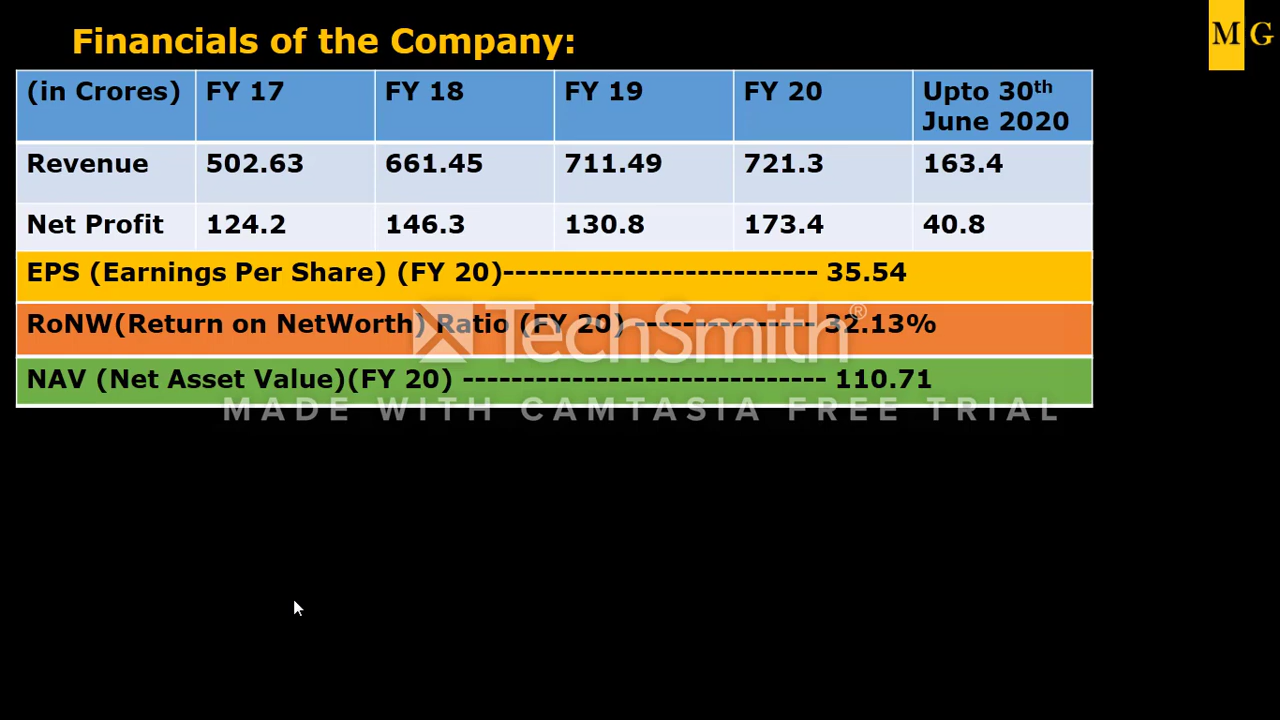 Financials of the Company:
M G
(in Crores) FY 17 FY 18 FY 19 FY 20 Upto 30th June 2020
Revenue 502.63 661.45 711.49 721.3 163.4
Net Profit 124.2 146.3 130.8 173.4 40.8
EPS (Earnings Per Share) (FY 20)-------------------------- 35.54
RoNW(Return on NetWorth) Ratio (FY 20) --------------- 32.13%
TechSmith®
NAV (Net Asset Value)(FY 20) ------------------------------ 110.71
MADE WITH CAMTASIA FREE TRIAL